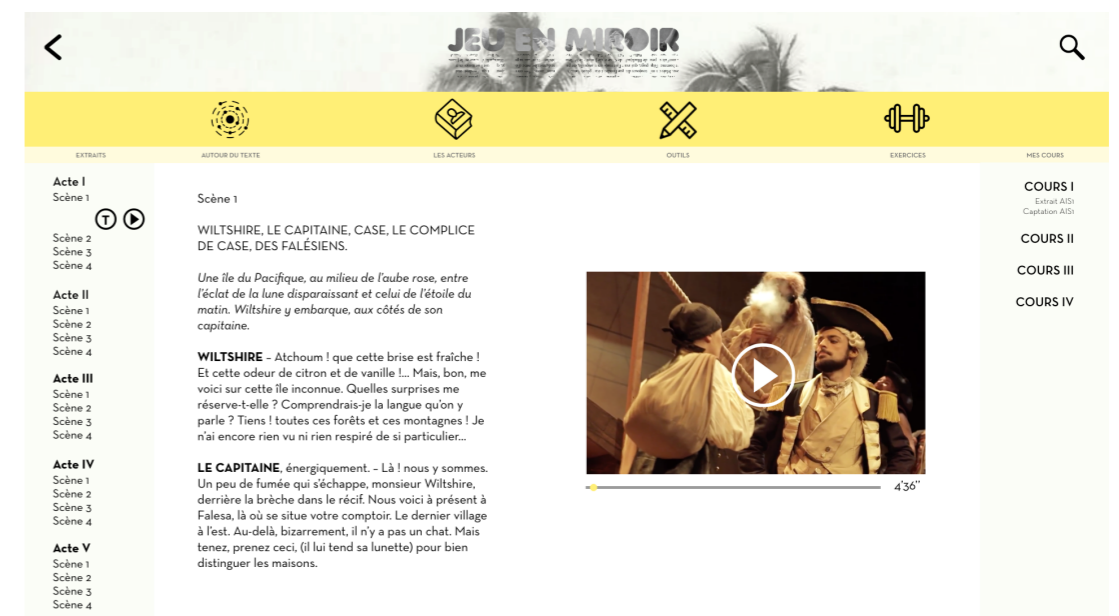 JEU EN MIROIR
EXTRAITS
AUTOUR DU TEXTE
LES ACTEURS
OUTILS
EXERCICES
MES COURS
Acte I
Scène 1
T
Scène 2
Scène 3
Scène 4
Acte II
Scène 1
Scène 2
Scène 3
Scène 4
Acte III
Scène 1
Scène 2
Scène 3
Scène 4
Acte IV
Scène 1
Scène 2
Scène 3
Scène 4
Acte V
Scène 1
Scène 2
Scène 3
Scène 4
Scène 1
WILTSHIRE, LE CAPITAINE, CASE, LE COMPLICE
DE CASE, DES FALÉSIENS.
Une île du Pacifique, au milieu de l'aube rose, entre
l'éclat de la lune disparaissant et celui de l'étoile du
matin. Wiltshire y embarque, aux côtés de son
capitaine.
WILTSHIRE – Atchoum ! que cette brise est fraîche !
Et cette odeur de citron et de vanille !... Mais, bon, me
voici sur cette île inconnue. Quelles surprises me
réserve-t-elle ? Comprendrais-je la langue qu'on y
parle ? Tiens ! toutes ces forêts et ces montagnes ! Je
n'ai encore rien vu ni rien respiré de si particulier...
LE CAPITAINE, énergiquement. – Là ! nous y sommes.
Un peu de fumée qui s'échappe, monsieur Wiltshire,
derrière la brèche dans le récif. Nous voici à présent à
Falesa, là où se situe votre comptoir. Le dernier village
à l'est. Au-delà, bizarrement, il n'y a pas un chat. Mais
tenez, prenez ceci, (il lui tend sa lunette) pour bien
distinguer les maisons.
4'36''
COURS I
Extrait AIS1
Captation AIS1
COURS II
COURS III
COURS IV